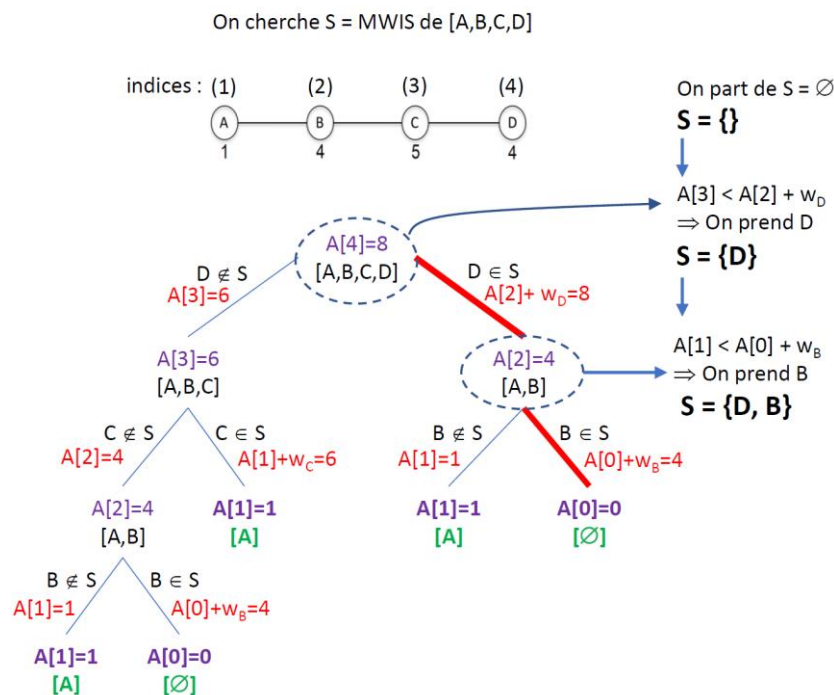 On cherche S = MWIS de [A,B,C,D]
indices : (1) (2) (3) (4)
A B C D
1 4 5 4
On part de S = ∅
S = {}
A[3] < A[2] + w_D
⇒ On prend D
S = {D}
A[1] < A[0] + w_B
⇒ On prend B
S = {D, B}
A[4]=8
[A,B,C,D]
D ∉ S
A[3]=6
D ∈ S
A[2]+ w_D=8
A[3]=6
[A,B,C]
A[2]=4
[A,B]
C ∉ S
A[2]=4
C ∈ S
A[1]+w_C=6
B ∉ S
A[1]=1
B ∈ S
A[0]+w_B=4
A[2]=4
[A,B]
A[1]=1
[A]
A[1]=1
[A]
A[0]=0
[∅]
B ∉ S
A[1]=1
B ∈ S
A[0]+w_B=4
A[1]=1
[A]
A[0]=0
[∅]